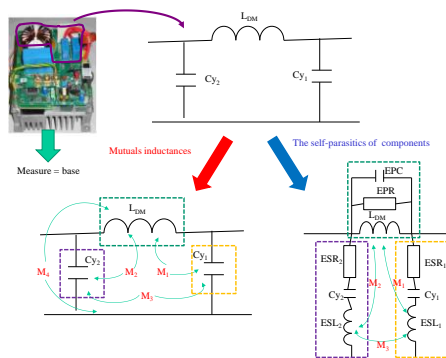 L_DM
Cy₂
Cy₁
Mutuals inductances
The self-parasitics of components
Measure = base
EPC
EPR
L_DM
L_DM
Cy₂
Cy₁
M₄
M₂
M₁
M₃
ESR₂
ESR₁
M₂
M₁
Cy₂
Cy₁
ESL₂
ESL₁
M₃